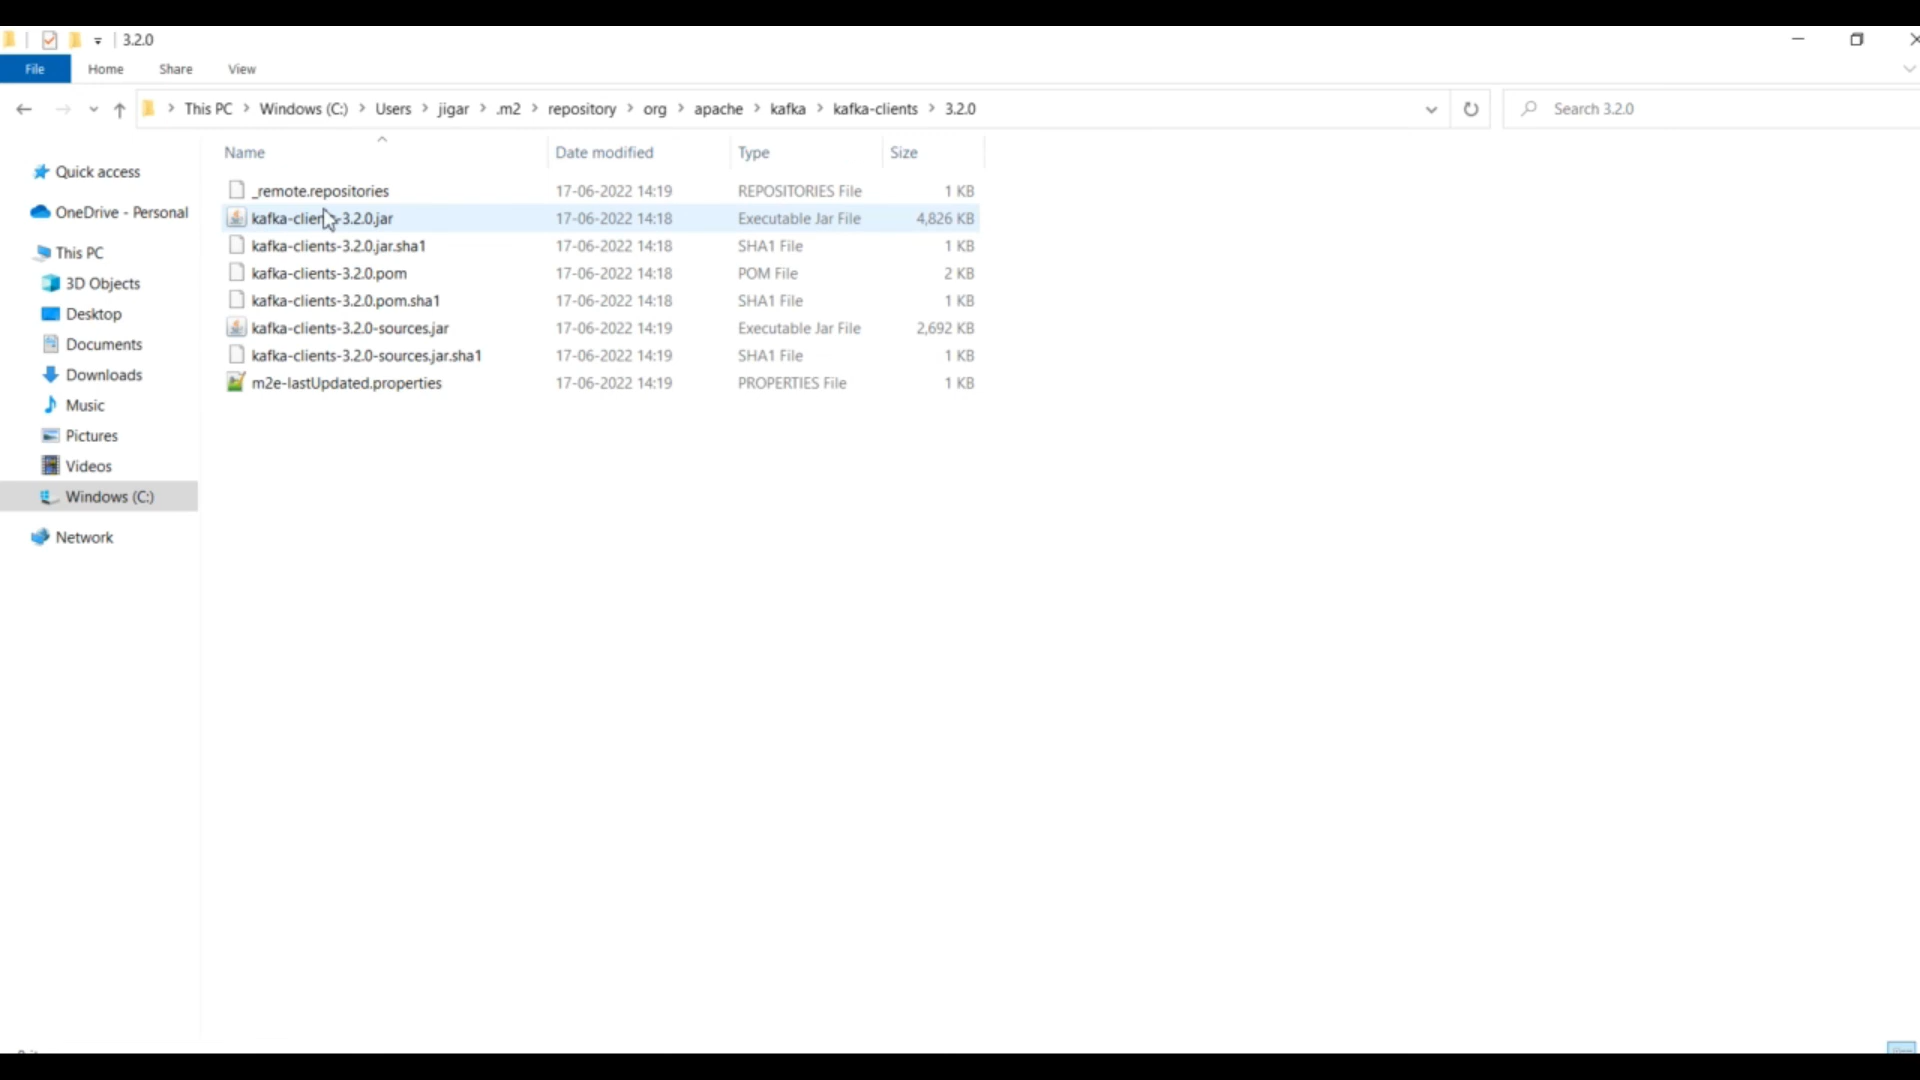 3.2.0
File Home Share View
This PC > Windows (C:) > Users > jigar > .m2 > repository > org > apache > kafka > kafka-clients > 3.2.0
Search 3.2.0
Name Date modified Type Size
Quick access
OneDrive - Personal
This PC
3D Objects
Desktop
Documents
Downloads
Music
Pictures
Videos
Windows (C:)
Network
_remote.repositories 17-06-2022 14:19 REPOSITORIES File 1 KB
kafka-clients-3.2.0.jar 17-06-2022 14:18 Executable Jar File 4,826 KB
kafka-clients-3.2.0.jar.sha1 17-06-2022 14:18 SHA1 File 1 KB
kafka-clients-3.2.0.pom 17-06-2022 14:18 POM File 2 KB
kafka-clients-3.2.0.pom.sha1 17-06-2022 14:18 SHA1 File 1 KB
kafka-clients-3.2.0-sources.jar 17-06-2022 14:19 Executable Jar File 2,692 KB
kafka-clients-3.2.0-sources.jar.sha1 17-06-2022 14:19 SHA1 File 1 KB
m2e-lastUpdated.properties 17-06-2022 14:19 PROPERTIES File 1 KB